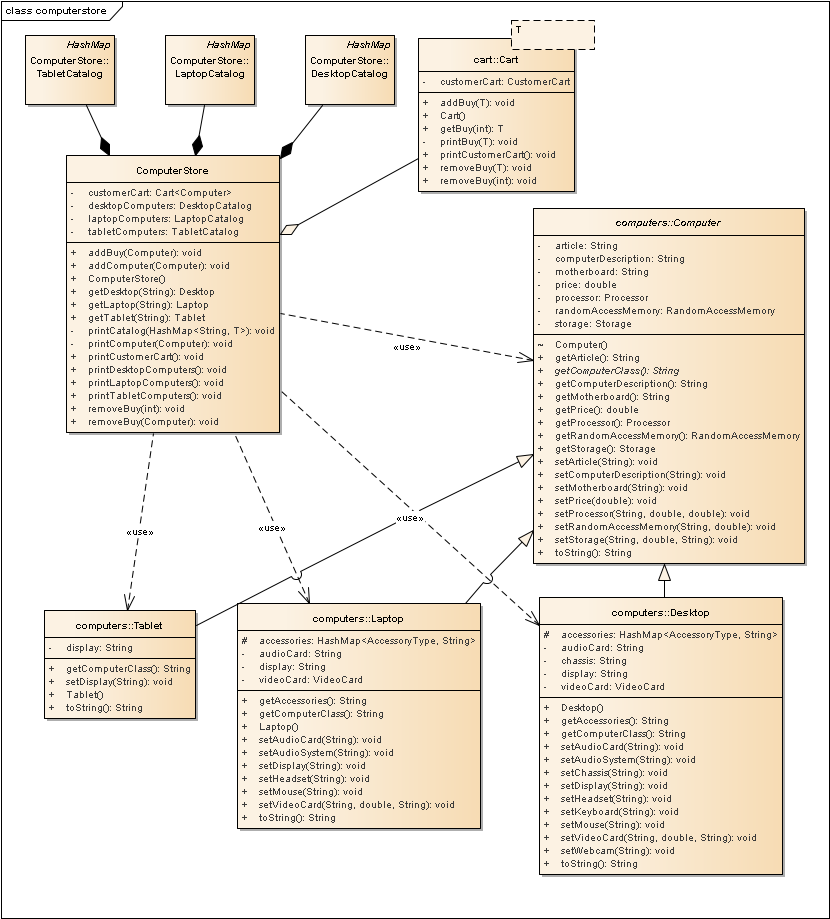 class computerstore
HashMap
ComputerStore::
TabletCatalog
HashMap
ComputerStore::
LaptopCatalog
HashMap
ComputerStore::
DesktopCatalog
T
cart::Cart
- customerCart: CustomerCart
+ addBuy(T): void
+ Cart()
+ getBuy(int): T
- printBuy(T): void
+ printCustomerCart(): void
+ removeBuy(T): void
+ removeBuy(int): void
ComputerStore
- customerCart: Cart<Computer>
- desktopComputers: DesktopCatalog
- laptopComputers: LaptopCatalog
- tabletComputers: TabletCatalog
+ addBuy(Computer): void
+ addComputer(Computer): void
+ ComputerStore()
+ getDesktop(String): Desktop
+ getLaptop(String): Laptop
+ getTablet(String): Tablet
- printCatalog(HashMap<String, T>): void
- printComputer(Computer): void
+ printCustomerCart(): void
+ printDesktopComputers(): void
+ printLaptopComputers(): void
+ printTabletComputers(): void
+ removeBuy(int): void
+ removeBuy(Computer): void
computers::Computer
- article: String
- computerDescription: String
- motherboard: String
- price: double
- processor: Processor
- randomAccessMemory: RandomAccessMemory
- storage: Storage
~ Computer()
+ getArticle(): String
+ getComputerClass(): String
+ getComputerDescription(): String
+ getMotherboard(): String
+ getPrice(): double
+ getProcessor(): Processor
+ getRandomAccessMemory(): RandomAccessMemory
+ getStorage(): Storage
+ setArticle(String): void
+ setComputerDescription(String): void
+ setMotherboard(String): void
+ setPrice(double): void
+ setProcessor(String, double, double): void
+ setRandomAccessMemory(String, double): void
+ setStorage(String, double, String): void
+ toString(): String
«use»
«use»
«use»
«use»
computers::Tablet
- display: String
+ getComputerClass(): String
+ setDisplay(String): void
+ Tablet()
+ toString(): String
computers::Laptop
# accessories: HashMap<AccessoryType, String>
- audioCard: String
- display: String
- videoCard: VideoCard
+ getAccessories(): String
+ getComputerClass(): String
+ Laptop()
+ setAudioCard(String): void
+ setAudioSystem(String): void
+ setDisplay(String): void
+ setHeadset(String): void
+ setMouse(String): void
+ setVideoCard(String, double, String): void
+ toString(): String
computers::Desktop
# accessories: HashMap<AccessoryType, String>
- audioCard: String
- chassis: String
- display: String
- videoCard: VideoCard
+ Desktop()
+ getAccessories(): String
+ getComputerClass(): String
+ setAudioCard(String): void
+ setAudioSystem(String): void
+ setChassis(String): void
+ setDisplay(String): void
+ setHeadset(String): void
+ setKeyboard(String): void
+ setMouse(String): void
+ setVideoCard(String, double, String): void
+ setWebcam(String): void
+ toString(): String